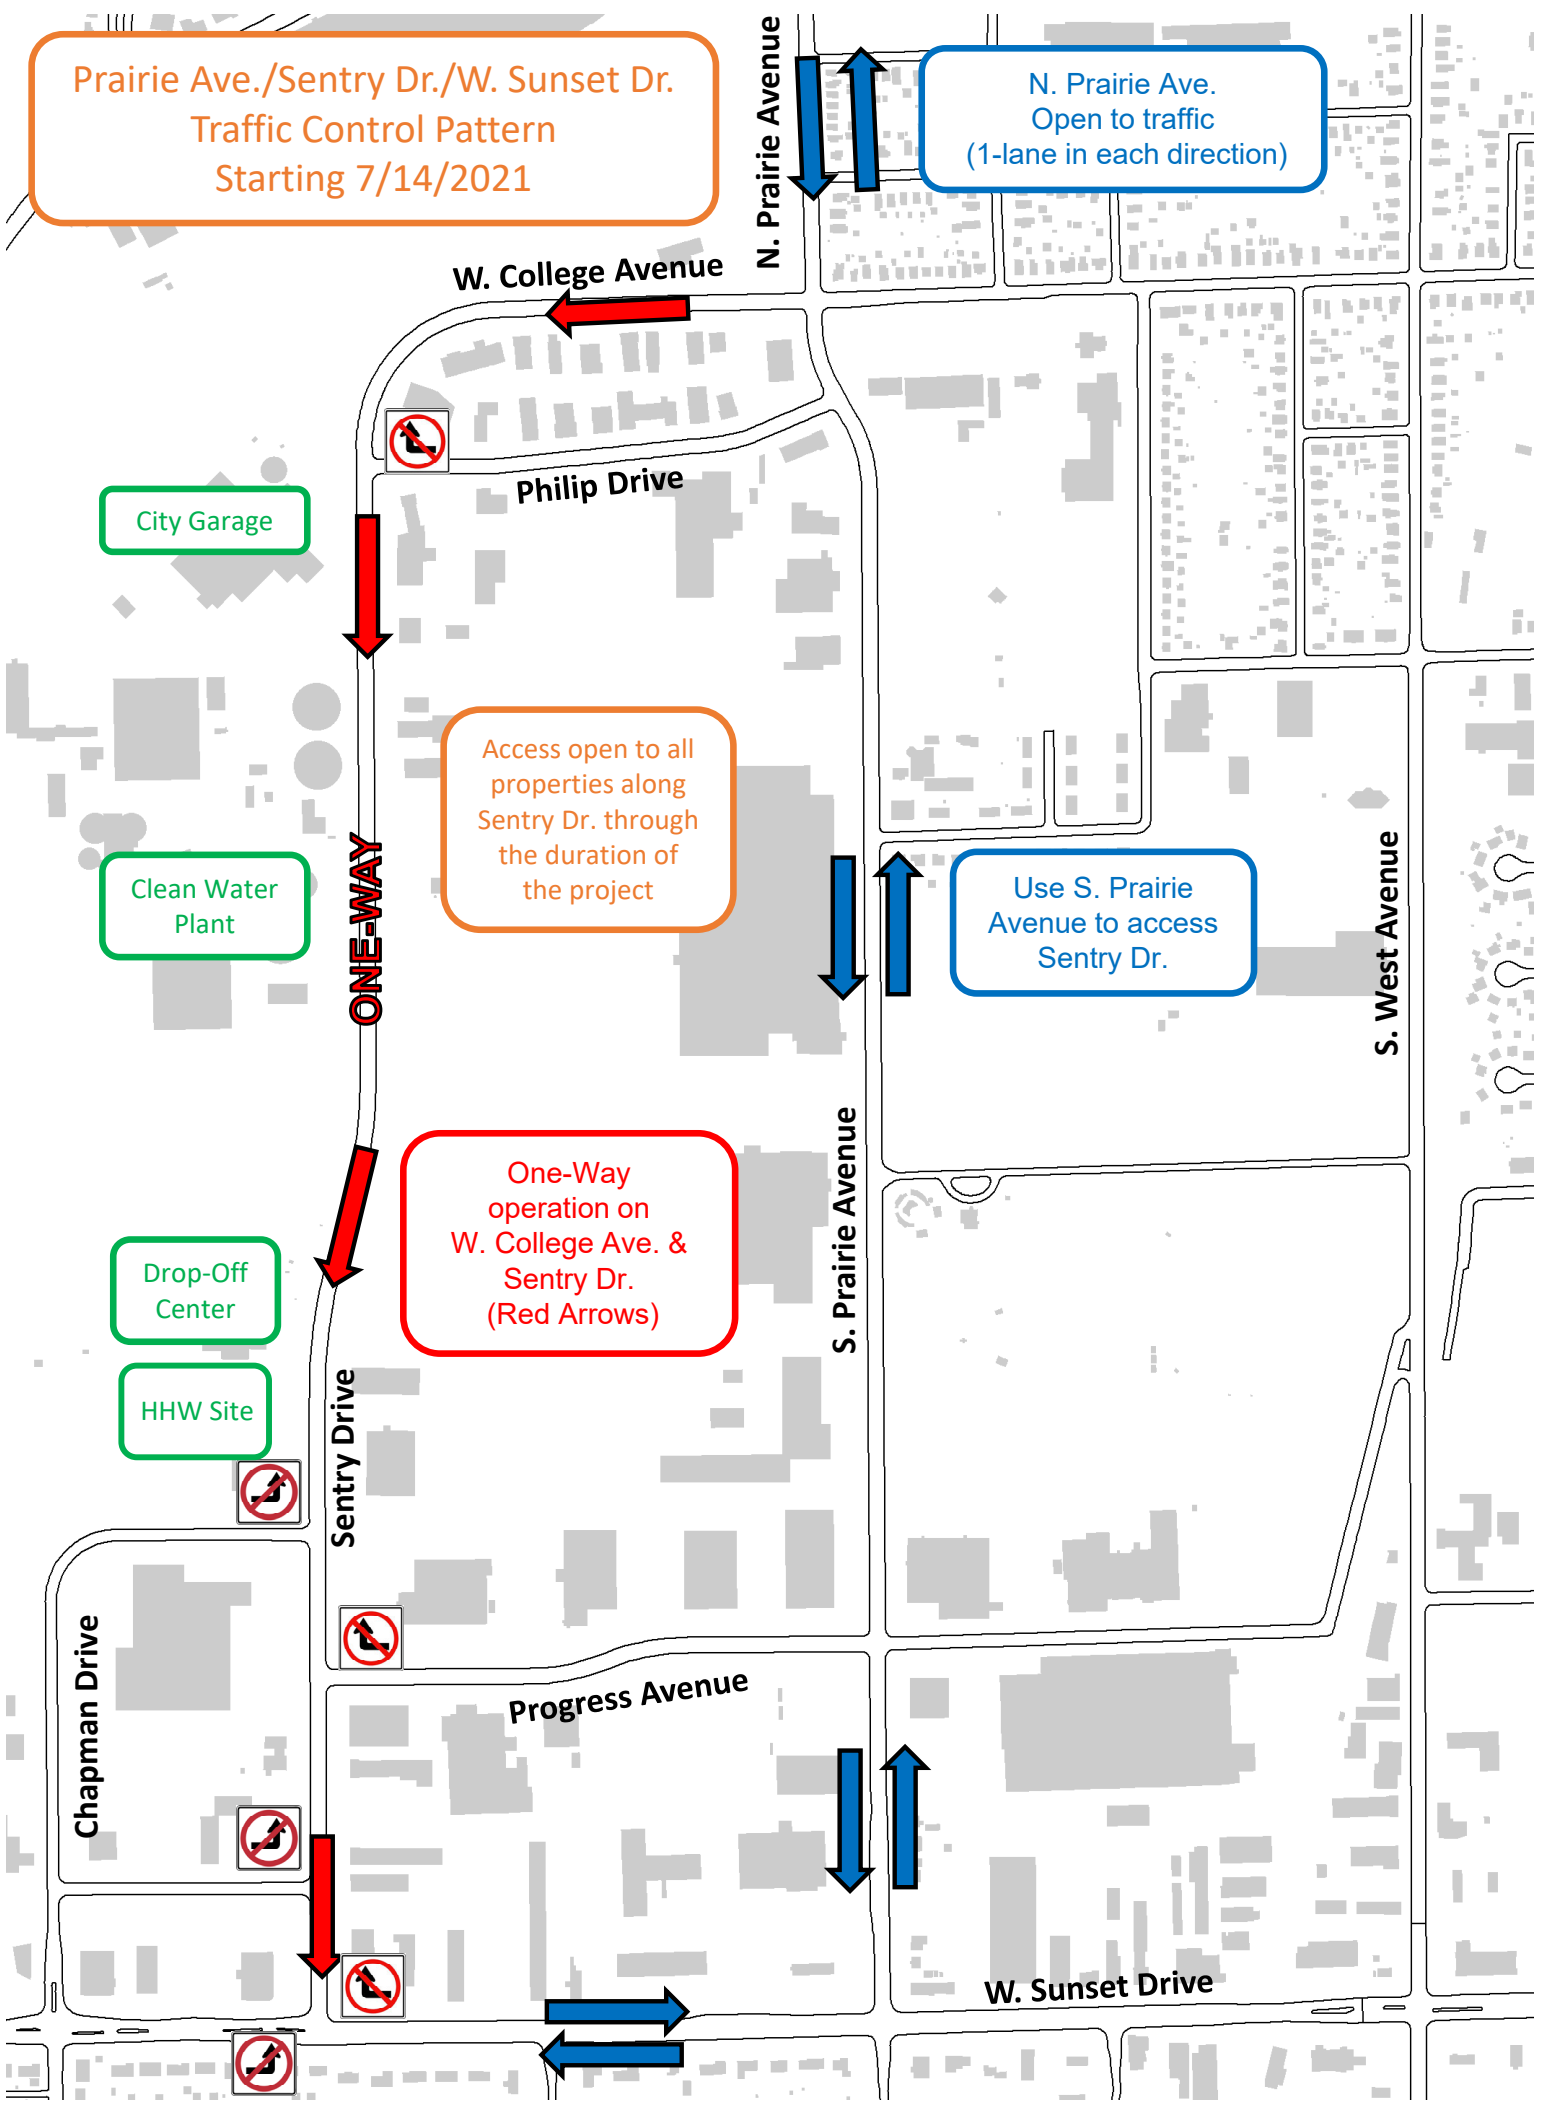 Prairie Ave./Sentry Dr./W. Sunset Dr.
Traffic Control Pattern
Starting 7/14/2021
N. Prairie Avenue
N. Prairie Ave.
Open to traffic
(1-lane in each direction)
W. College Avenue
Philip Drive
City Garage
Access open to all
properties along
Sentry Dr. through
the duration of
the project
ONE-WAY
Clean Water
Plant
Use S. Prairie
Avenue to access
Sentry Dr.
S. West Avenue
One-Way
operation on
W. College Ave. &
Sentry Dr.
(Red Arrows)
S. Prairie Avenue
Drop-Off
Center
HHW Site
Sentry Drive
Chapman Drive
Progress Avenue
W. Sunset Drive